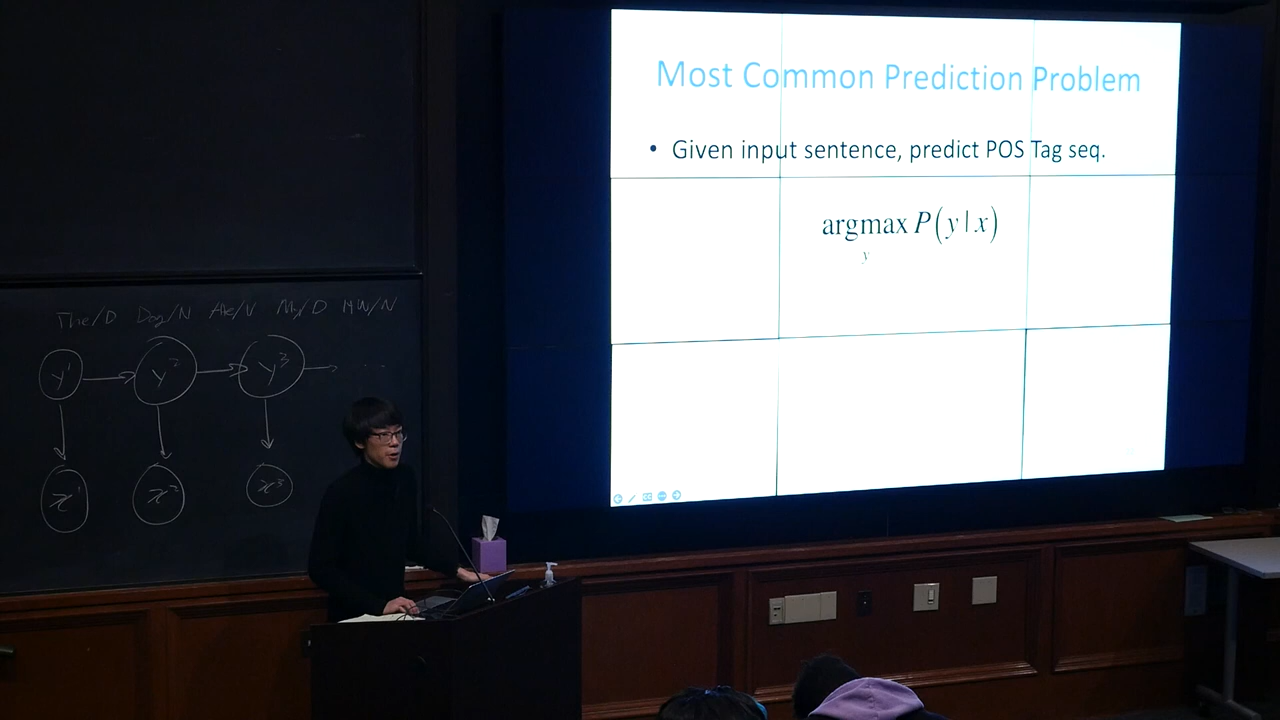 Most Common Prediction Problem
• Given input sentence, predict POS Tag seq.
argmax P(y|x)
y
The/D Dog/N Ate/V My/D HW/N
y¹ y² y³ ...
x¹ x² x³